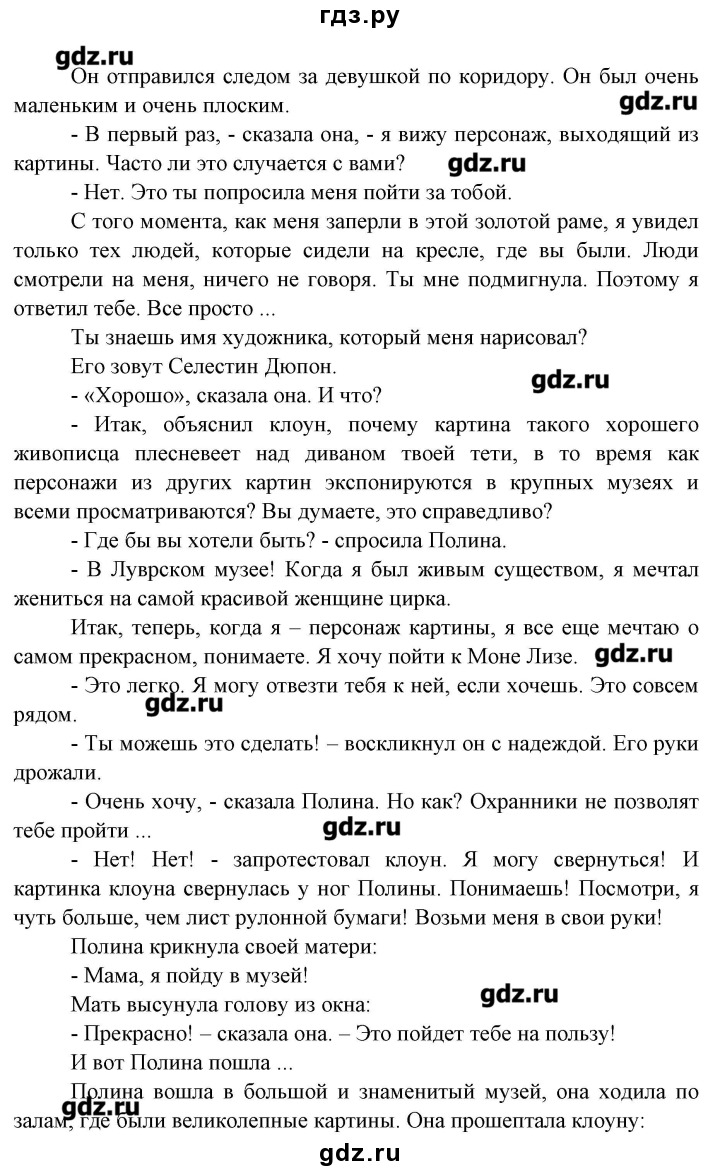 гдз.ру
gdz.ru
Он отправился следом за девушкой по коридору. Он был очень
маленьким и очень плоским.
gdz.ru
- В первый раз, - сказала она, - я вижу персонаж, выходящий из
картины. Часто ли это случается с вами?
gdz.ru
- Нет. Это ты попросила меня пойти за тобой.
С того момента, как меня заперли в этой золотой раме, я увидел
только тех людей, которые сидели на кресле, где вы были. Люди
смотрели на меня, ничего не говоря. Ты мне подмигнула. Поэтому я
ответил тебе. Все просто ...
Ты знаешь имя художника, который меня нарисовал?
Его зовут Селестин Дюпон.
gdz.ru
- «Хорошо», сказала она. И что?
- Итак, объяснил клоун, почему картина такого хорошего
живописца плесневеет над диваном твоей тети, в то время как
персонажи из других картин экспонируются в крупных музеях и
всеми просматриваются? Вы думаете, это справедливо?
- Где бы вы хотели быть? - спросила Полина.
- В Луврском музее! Когда я был живым существом, я мечтал
жениться на самой красивой женщине цирка.
Итак, теперь, когда я – персонаж картины, я все еще мечтаю о
самом прекрасном, понимаете. Я хочу пойти к Моне Лизе.
gdz.ru
- Это легко. Я могу отвезти тебя к ней, если хочешь. Это совсем
рядом.
gdz.ru
- Ты можешь это сделать! – воскликнул он с надеждой. Его руки
дрожали.
- Очень хочу, - сказала Полина. Но как? Охранники не позволят
тебе пройти ...
gdz.ru
- Нет! Нет! - запротестовал клоун. Я могу свернуться! И
картинка клоуна свернулась у ног Полины. Понимаешь! Посмотри, я
чуть больше, чем лист рулонной бумаги! Возьми меня в свои руки!
Полина крикнула своей матери:
- Мама, я пойду в музей!
gdz.ru
Мать высунула голову из окна:
- Прекрасно! – сказала она. – Это пойдет тебе на пользу!
И вот Полина пошла ...
Полина вошла в большой и знаменитый музей, она ходила по
gdz.ru
залам, где были великолепные картины. Она прошептала клоуну:
gdz.ru